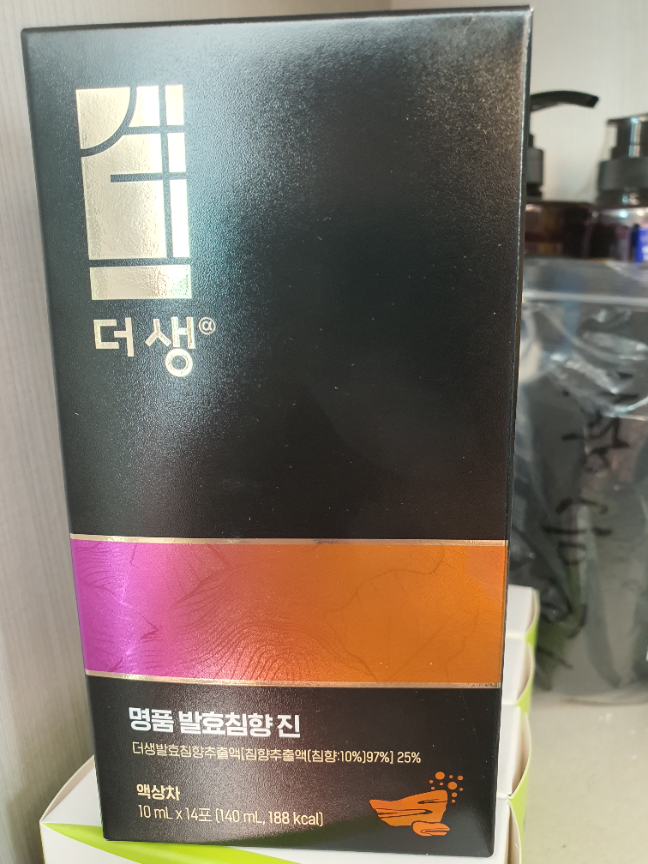 더생α
명품 발효침향 진
더생발효침향추출액[침향추출액(침향:10%)97%] 25%
액상차
10 mL x 14포 (140 mL, 188 kcal)